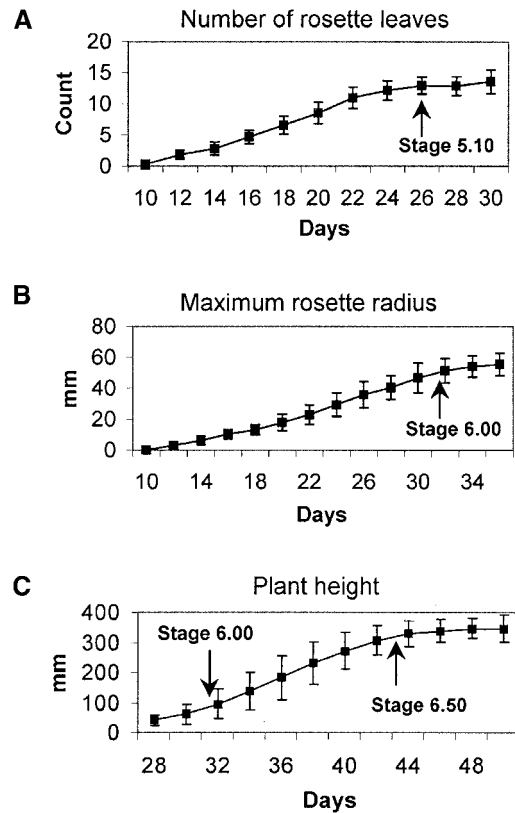 A
Number of rosette leaves
20
15
10
5
0
Count
Stage 5.10
10 12 14 16 18 20 22 24 26 28 30
Days
B
Maximum rosette radius
80
60
40
20
0
mm
Stage 6.00
10 14 18 22 26 30 34
Days
C
Plant height
400
300
200
100
0
mm
Stage 6.00
Stage 6.50
28 32 36 40 44 48
Days